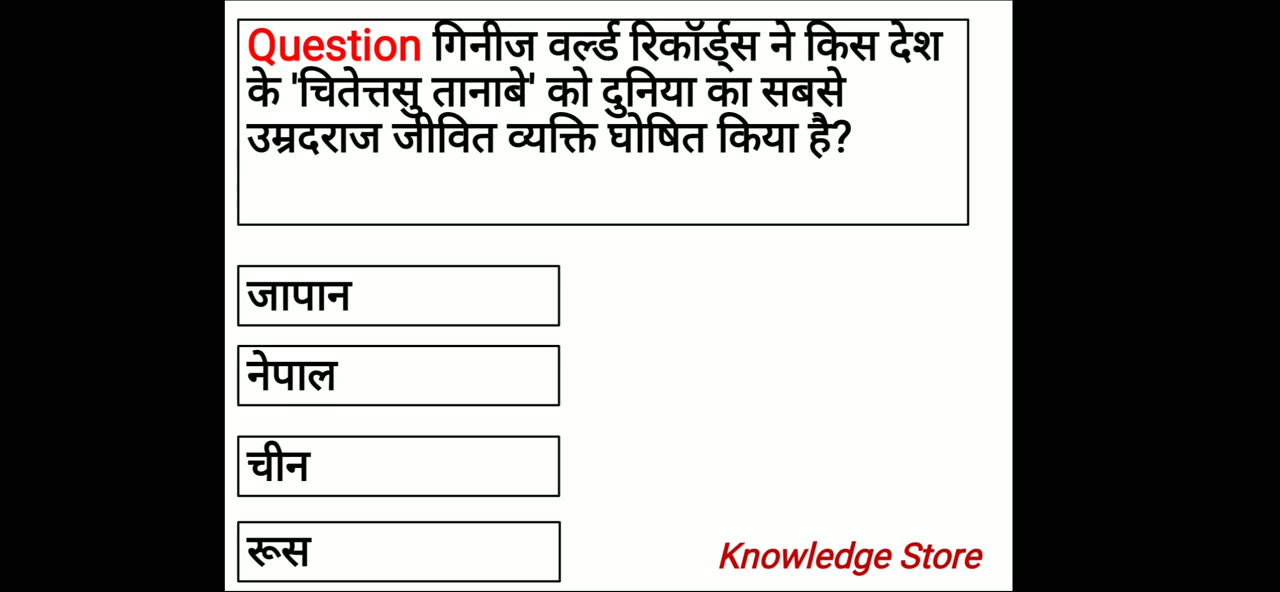 Question गिनीज वर्ल्ड रिकॉर्ड्स ने किस देश
के 'चितेत्तसु तानाबे' को दुनिया का सबसे
उम्रदराज जीवित व्यक्ति घोषित किया है?
जापान
नेपाल
चीन
रूस
Knowledge Store